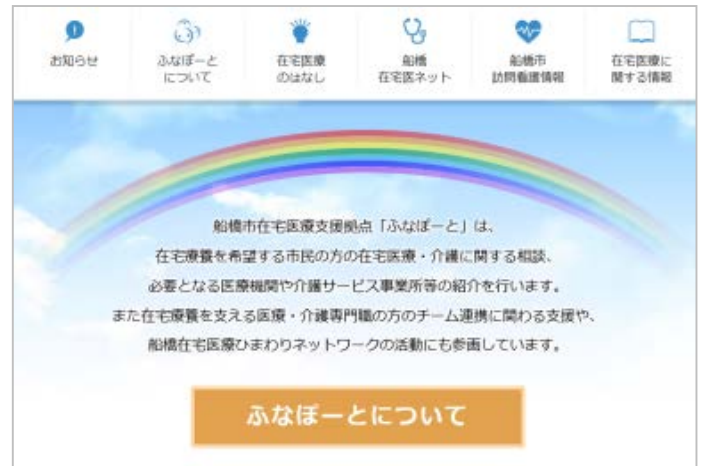 お知らせ
ふなぽーと
について
在宅医療
のはなし
船橋
在宅医ネット
船橋市
訪問看護情報
在宅医療に
関する情報
船橋市在宅医療支援拠点「ふなぽーと」は、
在宅療養を希望する市民の方の在宅医療・介護に関する相談、
必要となる医療機関や介護サービス事業所等の紹介を行います。
また在宅療養を支える医療・介護専門職の方のチーム連携に関わる支援や、
船橋在宅医療ひまわりネットワークの活動にも参画しています。
ふなぽーとについて